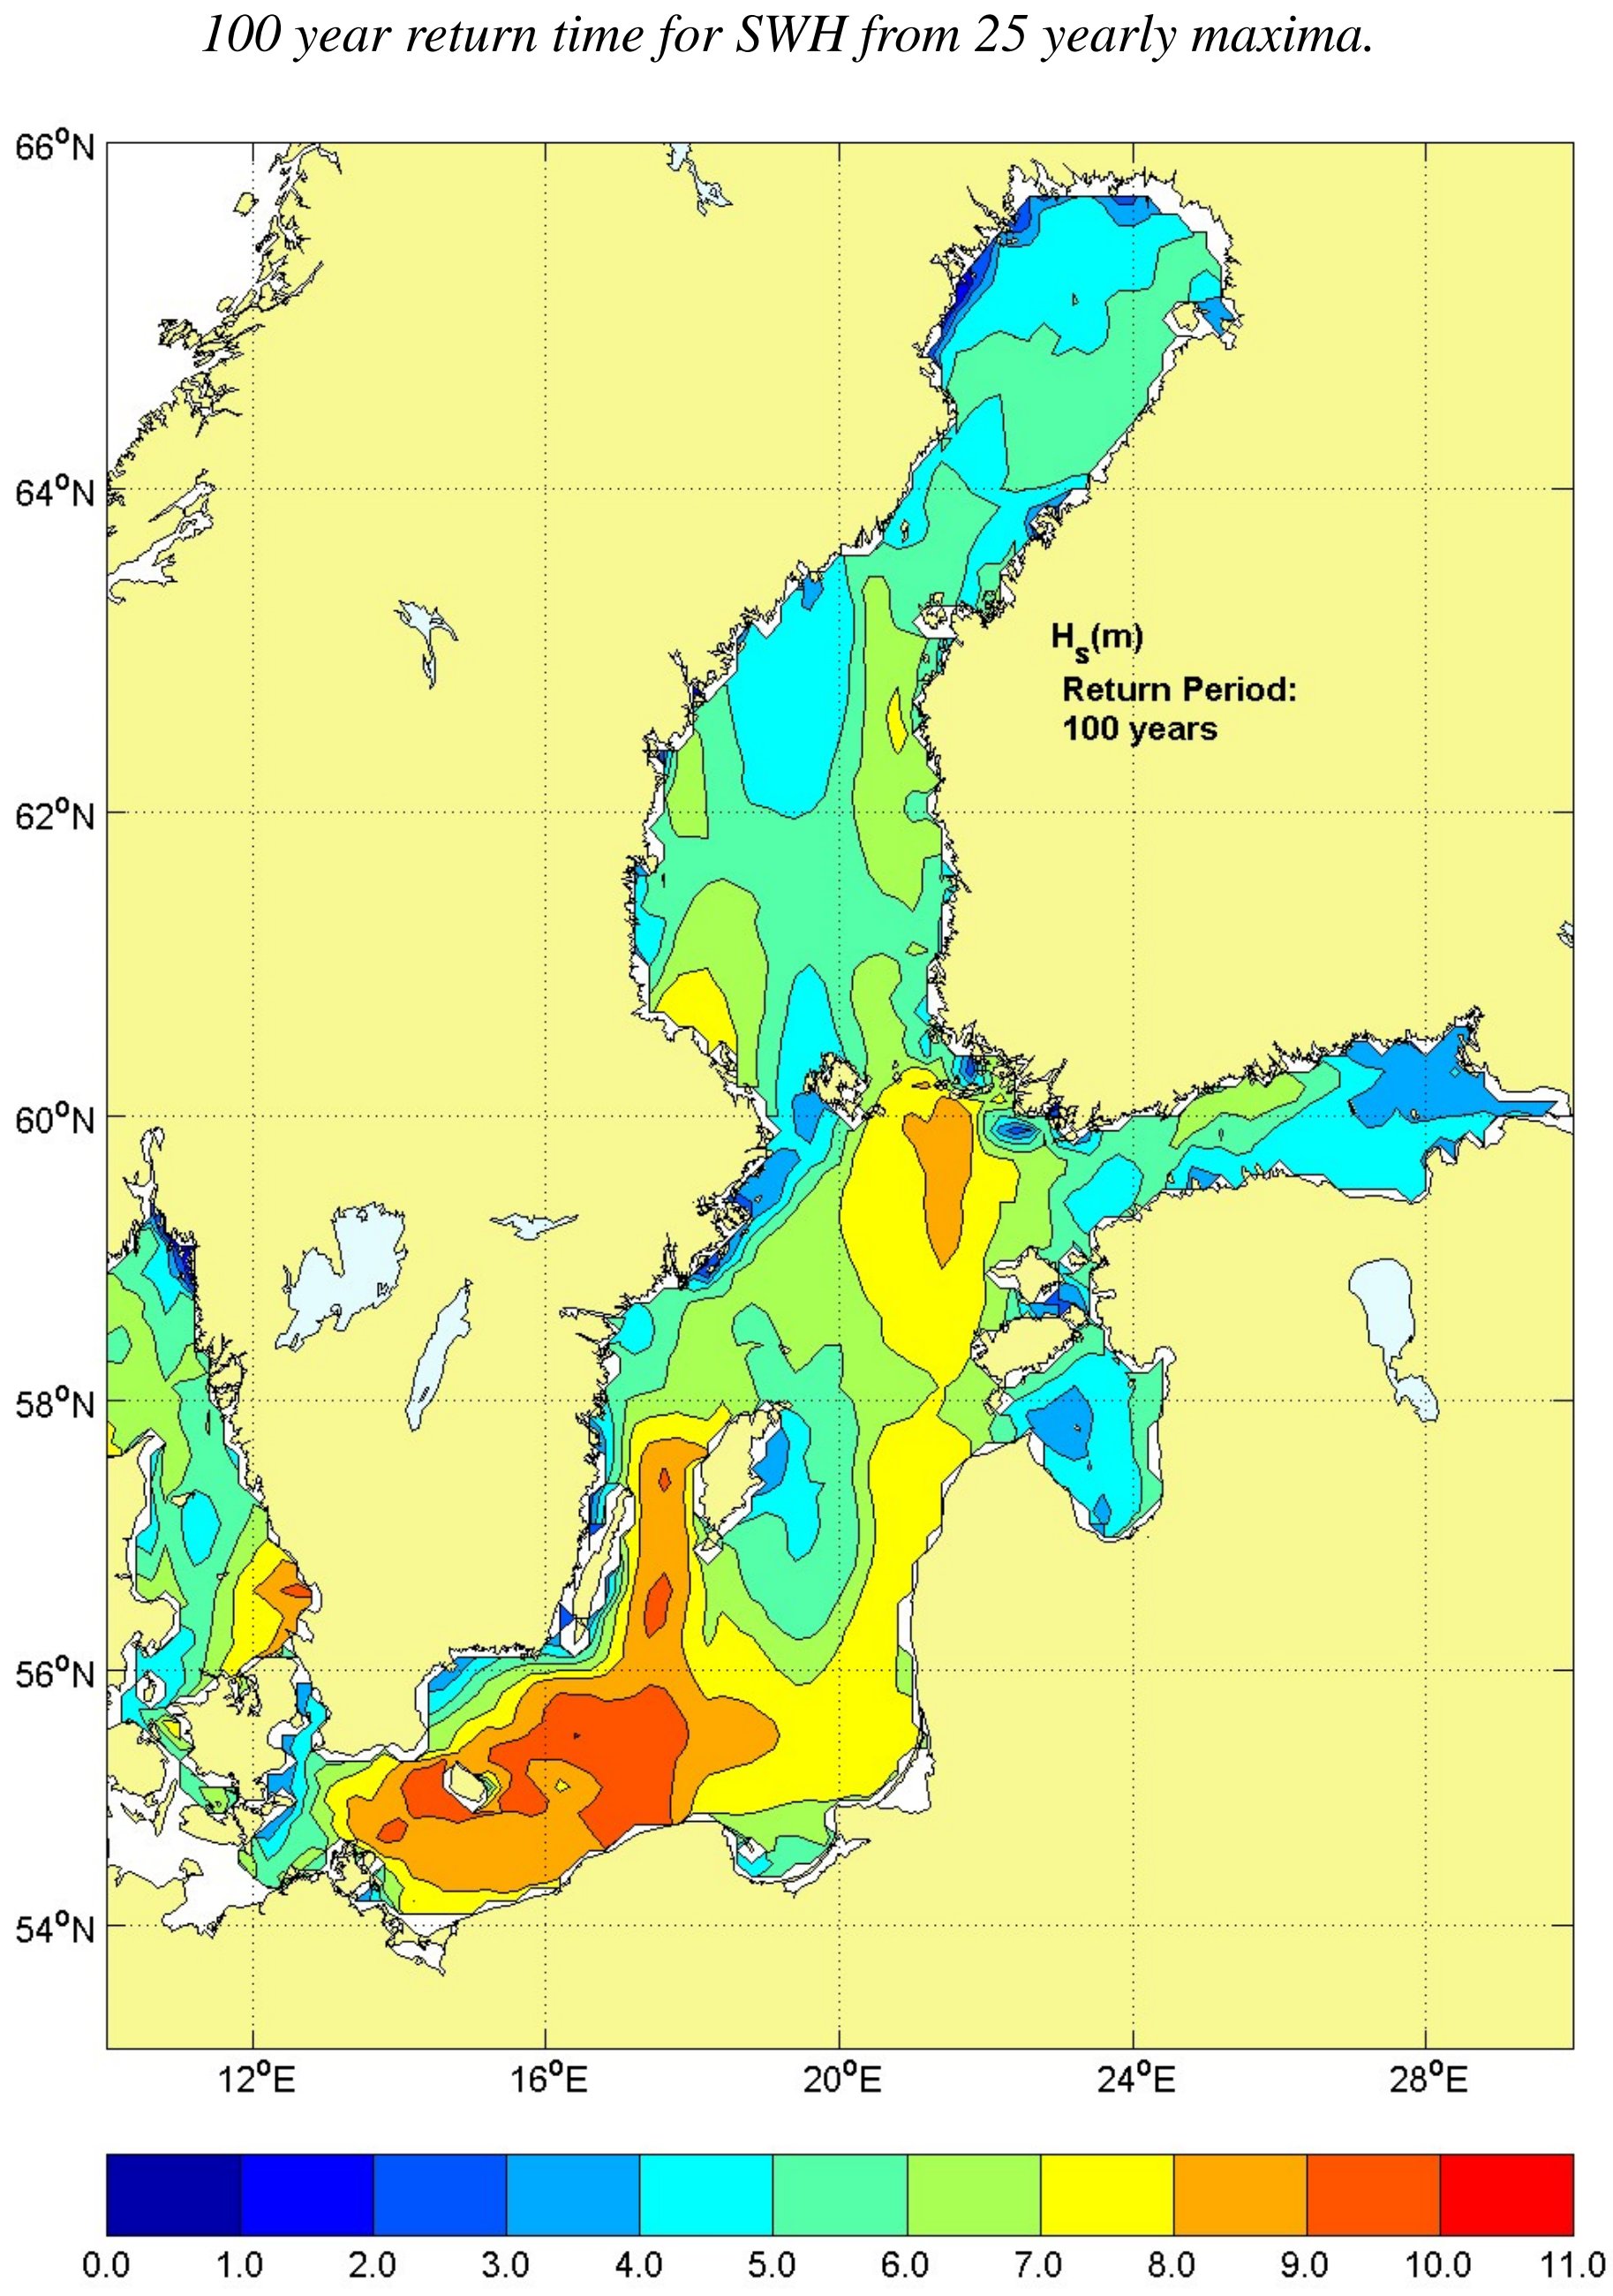 100 year return time for SWH from 25 yearly maxima.
66°N
64°N
Hs(m)
Return Period:
100 years
62°N
60°N
58°N
56°N
54°N
12°E 16°E 20°E 24°E 28°E
0.0 1.0 2.0 3.0 4.0 5.0 6.0 7.0 8.0 9.0 10.0 11.0